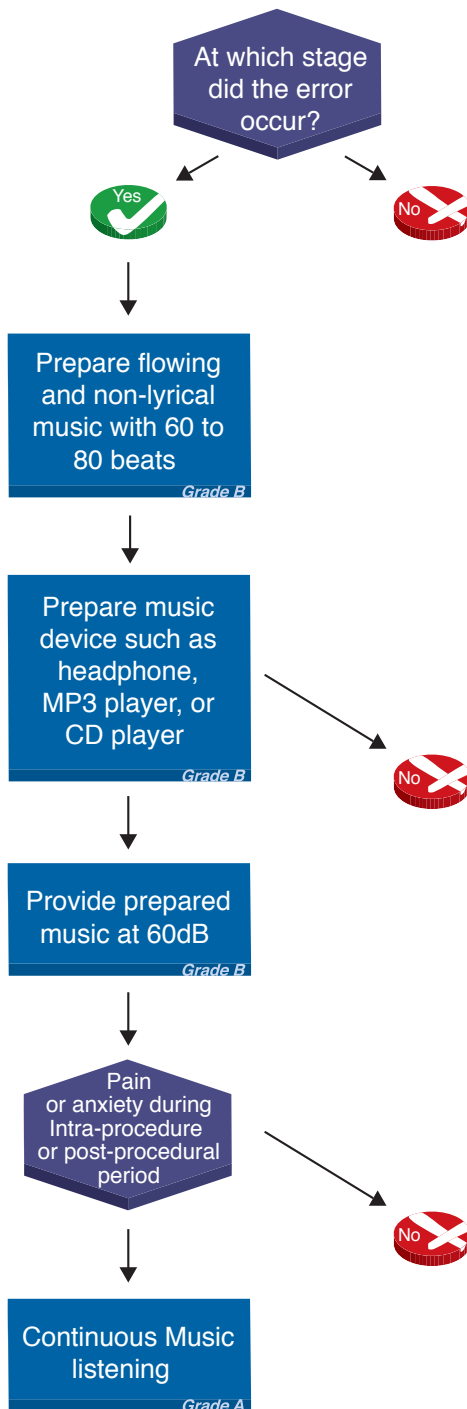 At which stage
did the error
occur?
Yes
No
Prepare flowing
and non-lyrical
music with 60 to
80 beats
Grade B
Prepare music
device such as
headphone,
MP3 player, or
CD player
Grade B
No
Provide prepared
music at 60dB
Grade B
Pain
or anxiety during
Intra-procedure
or post-procedural
period
No
Continuous Music
listening
Grade A